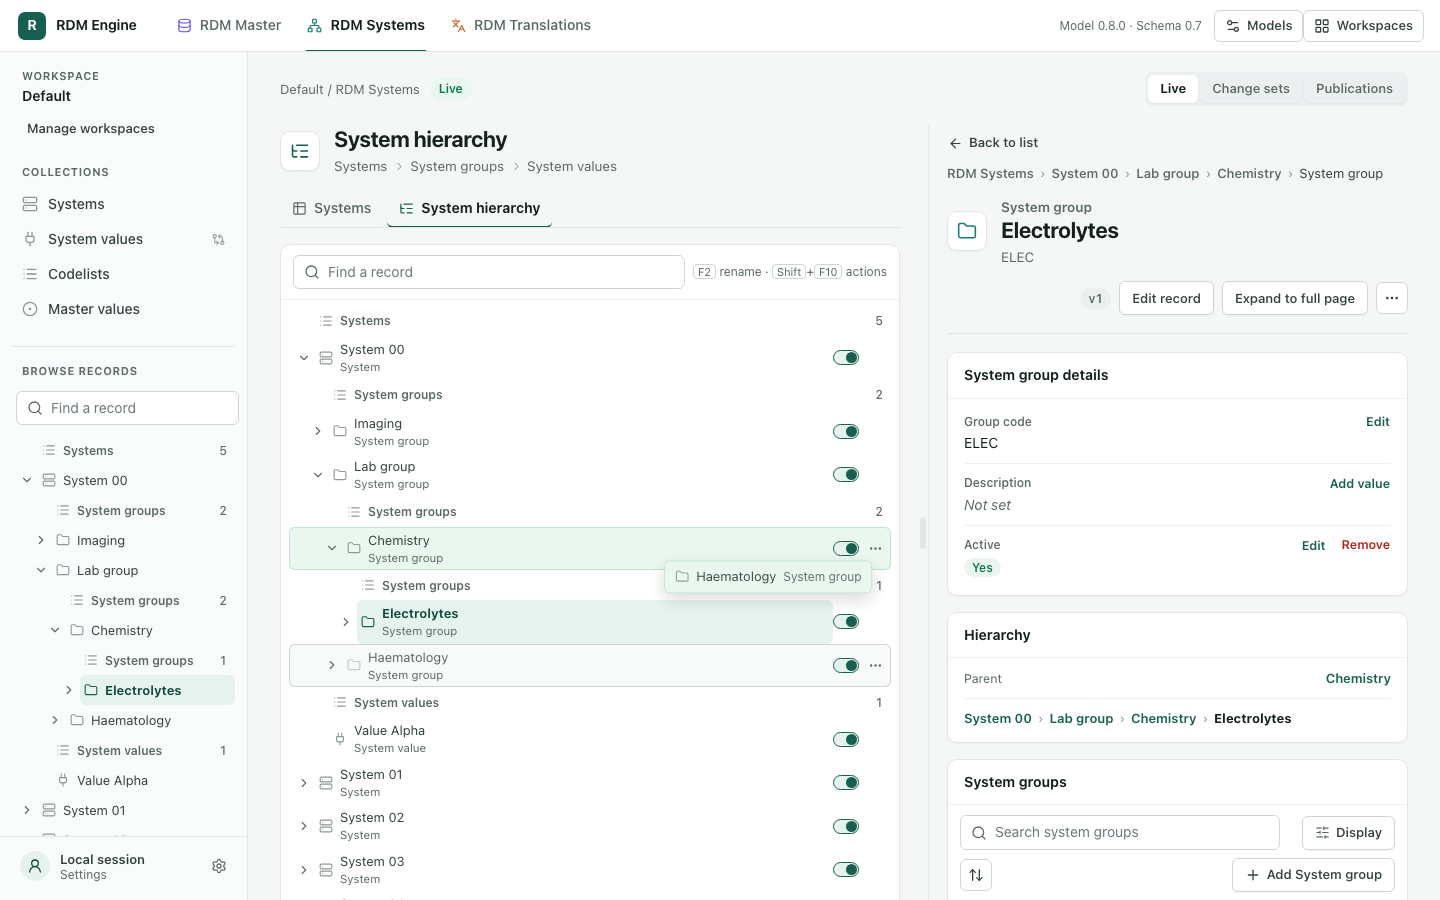 R RDM Engine RDM Master RDM Systems RDM Translations Model 0.8.0 · Schema 0.7 Models Workspaces
WORKSPACE
Default
Manage workspaces
COLLECTIONS
Systems
System values
Codelists
Master values
BROWSE RECORDS
Find a record
Systems 5
System 00
System groups 2
Imaging
Lab group
System groups 2
Chemistry
System groups 1
Electrolytes
Haematology
System values 1
Value Alpha
System 01
Local session
Settings
Default / RDM Systems Live
Live Change sets Publications
System hierarchy
Systems › System groups › System values
Systems System hierarchy
Find a record F2 rename · Shift+F10 actions
Systems 5
System 00
System
System groups 2
Imaging
System group
Lab group
System group
System groups 2
Chemistry
System group
Haematology System group
System groups 1
Electrolytes
System group
Haematology
System group
System values 1
Value Alpha
System value
System 01
System
System 02
System
System 03
System
Back to list
RDM Systems › System 00 › Lab group › Chemistry › System group
System group
Electrolytes
ELEC
v1 Edit record Expand to full page
System group details
Group code Edit
ELEC
Description Add value
Not set
Active Edit Remove
Yes
Hierarchy
Parent Chemistry
System 00 › Lab group › Chemistry › Electrolytes
System groups
Search system groups Display
Add System group